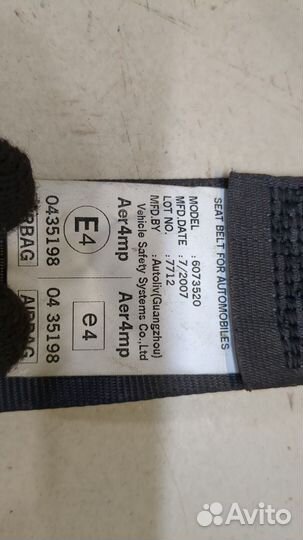 SEAT BELT FOR AUTOMOBILES
MODEL :6073520
MFD.DATE :7/2007
LOT NO. :7712
MFD.BY :Autoliv(Guangzhou)
Vehicle Safety Systems Co.,Ltd
Aer4mp Aer4mp
E4 e4
0435198 04 35198
AIRBAG AIRBAG
Avito